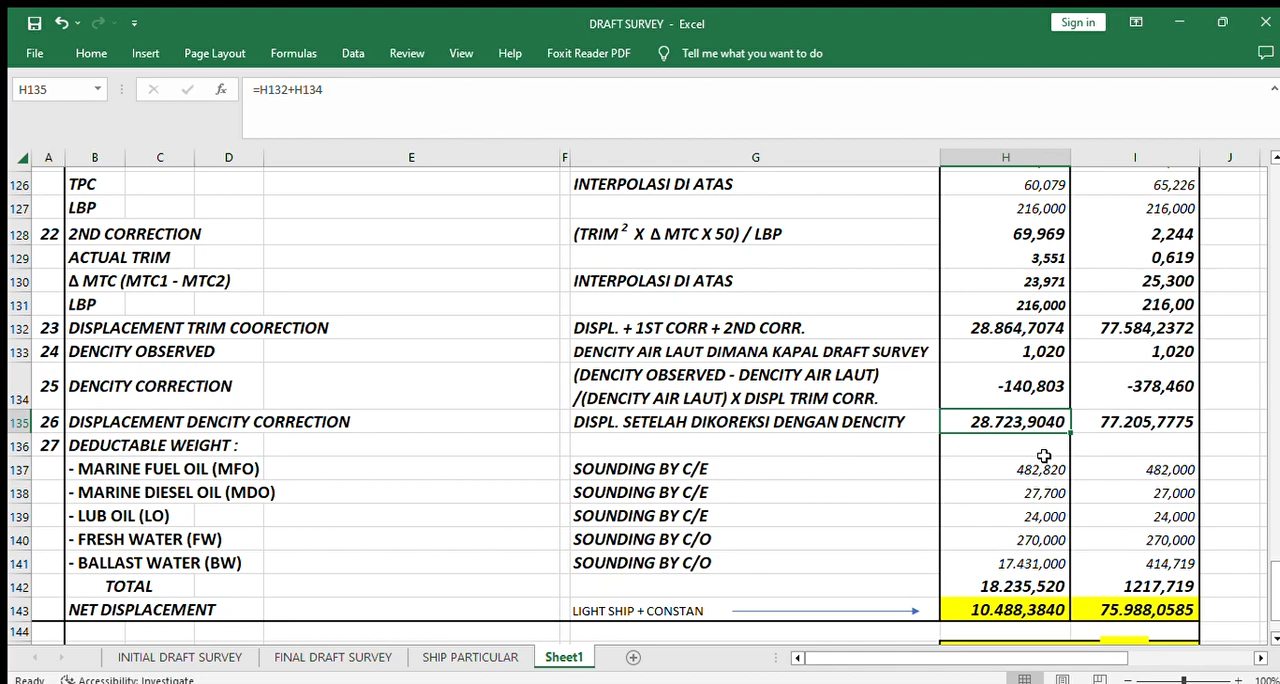 DRAFT SURVEY - Excel
Sign in
File Home Insert Page Layout Formulas Data Review View Help Foxit Reader PDF Tell me what you want to do
H135 fx =H132+H134
A B C D E F G H I J
126 TPC INTERPOLASI DI ATAS 60,079 65,226
127 LBP 216,000 216,000
128 22 2ND CORRECTION (TRIM ² X Δ MTC X 50) / LBP 69,969 2,244
129 ACTUAL TRIM 3,551 0,619
130 Δ MTC (MTC1 - MTC2) INTERPOLASI DI ATAS 23,971 25,300
131 LBP 216,000 216,00
132 23 DISPLACEMENT TRIM COORECTION DISPL. + 1ST CORR + 2ND CORR. 28.864,7074 77.584,2372
133 24 DENCITY OBSERVED DENCITY AIR LAUT DIMANA KAPAL DRAFT SURVEY 1,020 1,020
134 25 DENCITY CORRECTION (DENCITY OBSERVED - DENCITY AIR LAUT) -140,803 -378,460
/(DENCITY AIR LAUT) X DISPL TRIM CORR.
135 26 DISPLACEMENT DENCITY CORRECTION DISPL. SETELAH DIKOREKSI DENGAN DENCITY 28.723,9040 77.205,7775
136 27 DEDUCTABLE WEIGHT :
137 - MARINE FUEL OIL (MFO) SOUNDING BY C/E 482,820 482,000
138 - MARINE DIESEL OIL (MDO) SOUNDING BY C/E 27,700 27,000
139 - LUB OIL (LO) SOUNDING BY C/E 24,000 24,000
140 - FRESH WATER (FW) SOUNDING BY C/O 270,000 270,000
141 - BALLAST WATER (BW) SOUNDING BY C/O 17.431,000 414,719
142 TOTAL 18.235,520 1217,719
143 NET DISPLACEMENT LIGHT SHIP + CONSTAN 10.488,3840 75.988,0585
144
INITIAL DRAFT SURVEY FINAL DRAFT SURVEY SHIP PARTICULAR Sheet1
Ready Accessibility: Investigate 100%